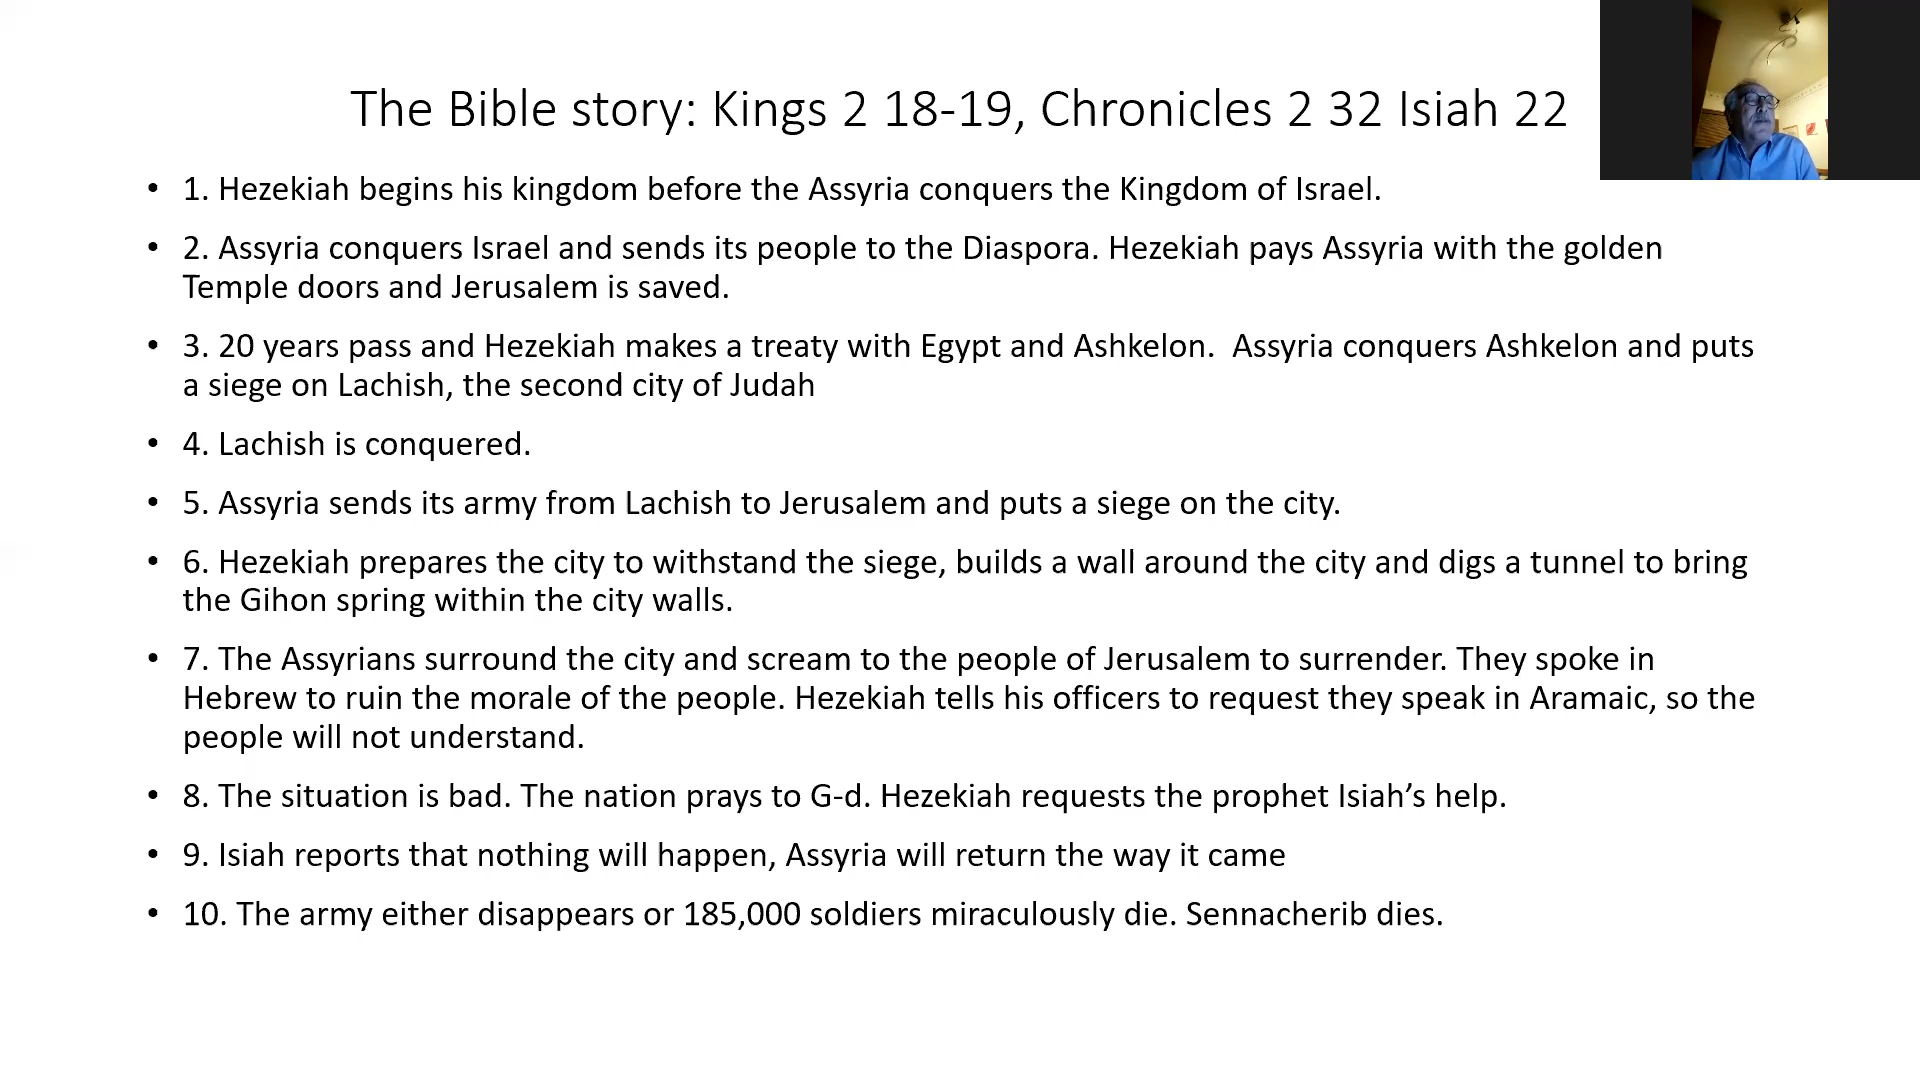 The Bible story: Kings 2 18-19, Chronicles 2 32 Isiah 22
• 1. Hezekiah begins his kingdom before the Assyria conquers the Kingdom of Israel.
• 2. Assyria conquers Israel and sends its people to the Diaspora. Hezekiah pays Assyria with the golden
Temple doors and Jerusalem is saved.
• 3. 20 years pass and Hezekiah makes a treaty with Egypt and Ashkelon.  Assyria conquers Ashkelon and puts
a siege on Lachish, the second city of Judah
• 4. Lachish is conquered.
• 5. Assyria sends its army from Lachish to Jerusalem and puts a siege on the city.
• 6. Hezekiah prepares the city to withstand the siege, builds a wall around the city and digs a tunnel to bring
the Gihon spring within the city walls.
• 7. The Assyrians surround the city and scream to the people of Jerusalem to surrender. They spoke in
Hebrew to ruin the morale of the people. Hezekiah tells his officers to request they speak in Aramaic, so the
people will not understand.
• 8. The situation is bad. The nation prays to G-d. Hezekiah requests the prophet Isiah’s help.
• 9. Isiah reports that nothing will happen, Assyria will return the way it came
• 10. The army either disappears or 185,000 soldiers miraculously die. Sennacherib dies.